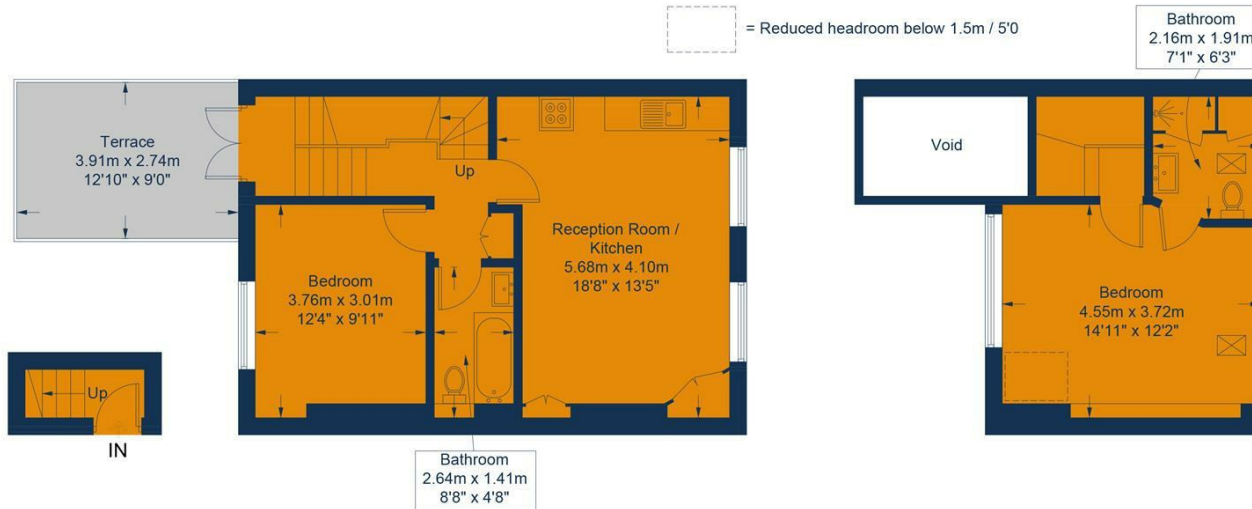 = Reduced headroom below 1.5m / 5'0
Bathroom
2.16m x 1.91m
7'1" x 6'3"
Terrace
3.91m x 2.74m
12'10" x 9'0"
Up
Void
Reception Room /
Kitchen
5.68m x 4.10m
18'8" x 13'5"
Bedroom
3.76m x 3.01m
12'4" x 9'11"
Bedroom
4.55m x 3.72m
14'11" x 12'2"
Up
IN
Bathroom
2.64m x 1.41m
8'8" x 4'8"